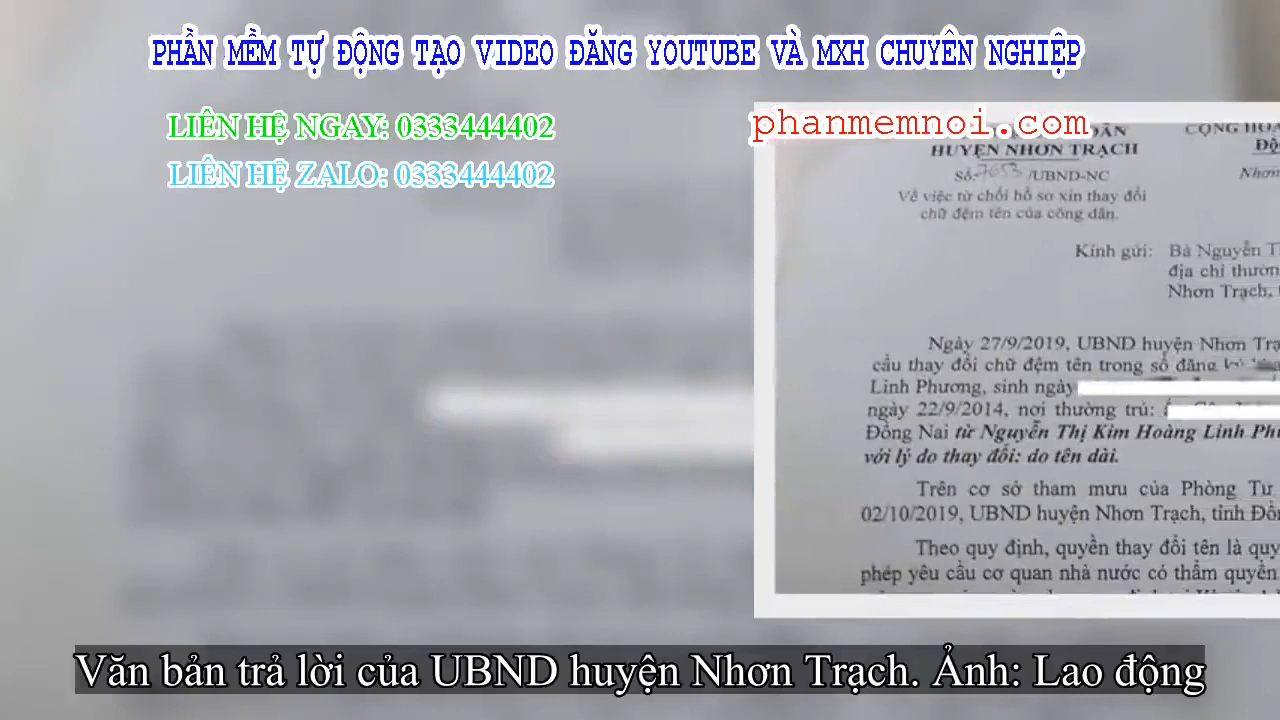 PHẦN MỀM TỰ ĐỘNG TẠO VIDEO ĐĂNG YOUTUBE VÀ MXH CHUYÊN NGHIỆP
LIÊN HỆ NGAY: 0333444402
LIÊN HỆ ZALO: 0333444402
phanmemnoi.com
DÂN
HUYỆN NHƠN TRẠCH
Số 7653 /UBND-NC
Về việc từ chối hồ sơ xin thay đổi
chữ đệm tên của công dân.
CỘNG HOÀ
Kính gửi: Bà Nguyễn T
địa chỉ
Nhơn Trạch,
Ngày 27/9/2019, UBND huyện Nhơn
cầu thay đổi chữ đệm tên trong sổ đăng
Linh Phương, sinh ngày
ngày 22/9/2014, nơi thường trú:
Đồng Nai từ Nguyễn Thị Kim Hoàng Linh
với lý do thay đổi: do tên dài.
Trên cơ sở tham mưu của Phòng Tư
02/10/2019, UBND huyện Nhơn Trạch, tỉnh
Theo quy định, quyền thay đổi tên là
phép yêu cầu cơ quan nhà nước có thẩm quyền
Văn bản trả lời của UBND huyện Nhơn Trạch. Ảnh: Lao động